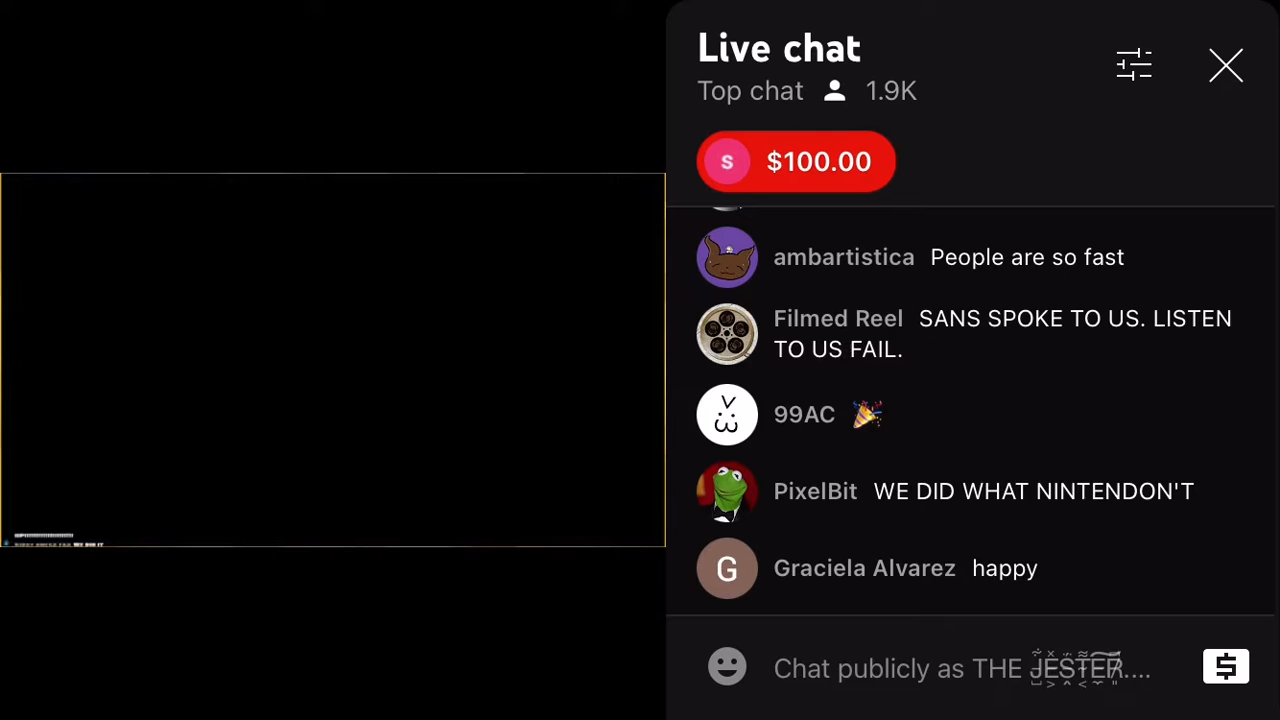 Live chat
Top chat 1.9K
S $100.00
ambartistica People are so fast
Filmed Reel SANS SPOKE TO US. LISTEN
TO US FAIL.
99AC 🎉
PixelBit WE DID WHAT NINTENDON'T
G Graciela Alvarez happy
Chat publicly as THE JESTER....